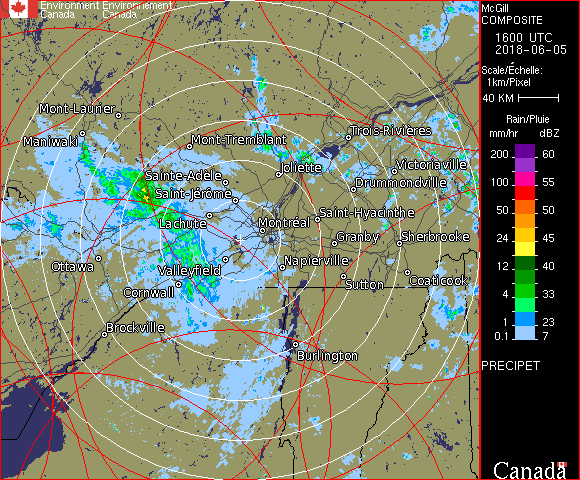 Environment Environnement
Canada Canada
McGill
COMPOSITE
1600 UTC
2018-06-05
Scale/Échelle:
1km/Pixel
40 KM
Rain/Pluie
mm/hr dBZ
200 60
150 57
100 55
50 50
24 45
12 40
4 33
1 23
0.1 7
PRECIPET
Canada
Mont-Laurier
Maniwaki
Mont-Tremblant
Trois-Rivières
Sainte-Adèle
Joliette
Victoriaville
Drummondville
Saint-Jérôme
Lachute
Montréal
Saint-Hyacinthe
Granby
Sherbrooke
Ottawa
Valleyfield
Napierville
Cornwall
Sutton
Coaticook
Brockville
Burlington